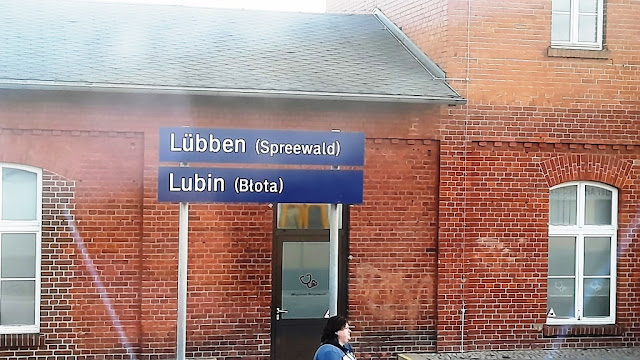 Lübben (Spreewald)
Lubin (Błota)